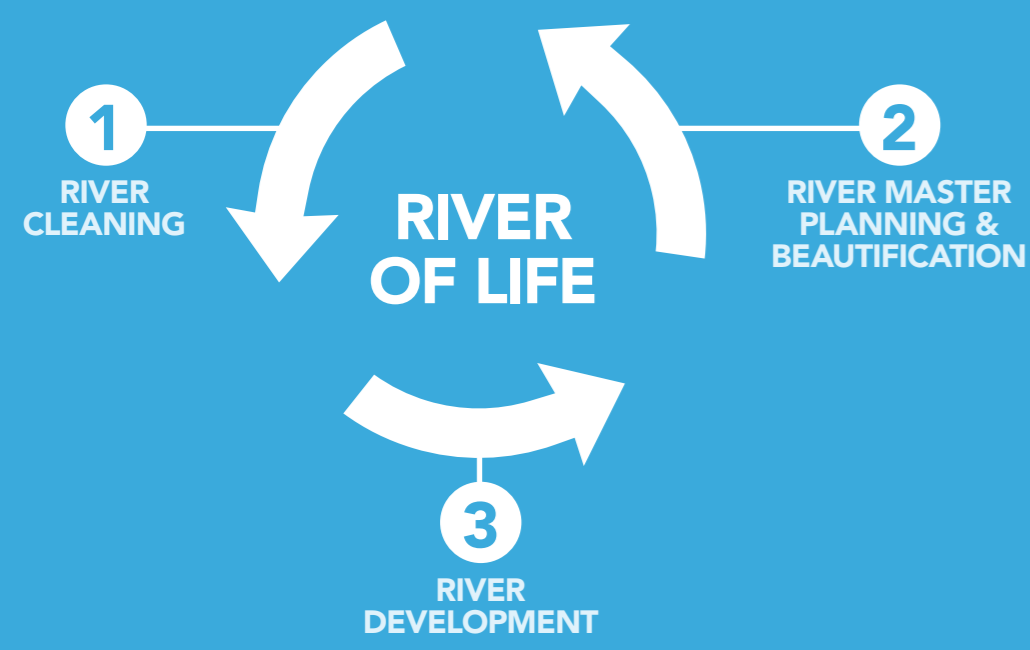 1
RIVER
CLEANING
RIVER
OF LIFE
2
RIVER MASTER
PLANNING &
BEAUTIFICATION
3
RIVER
DEVELOPMENT